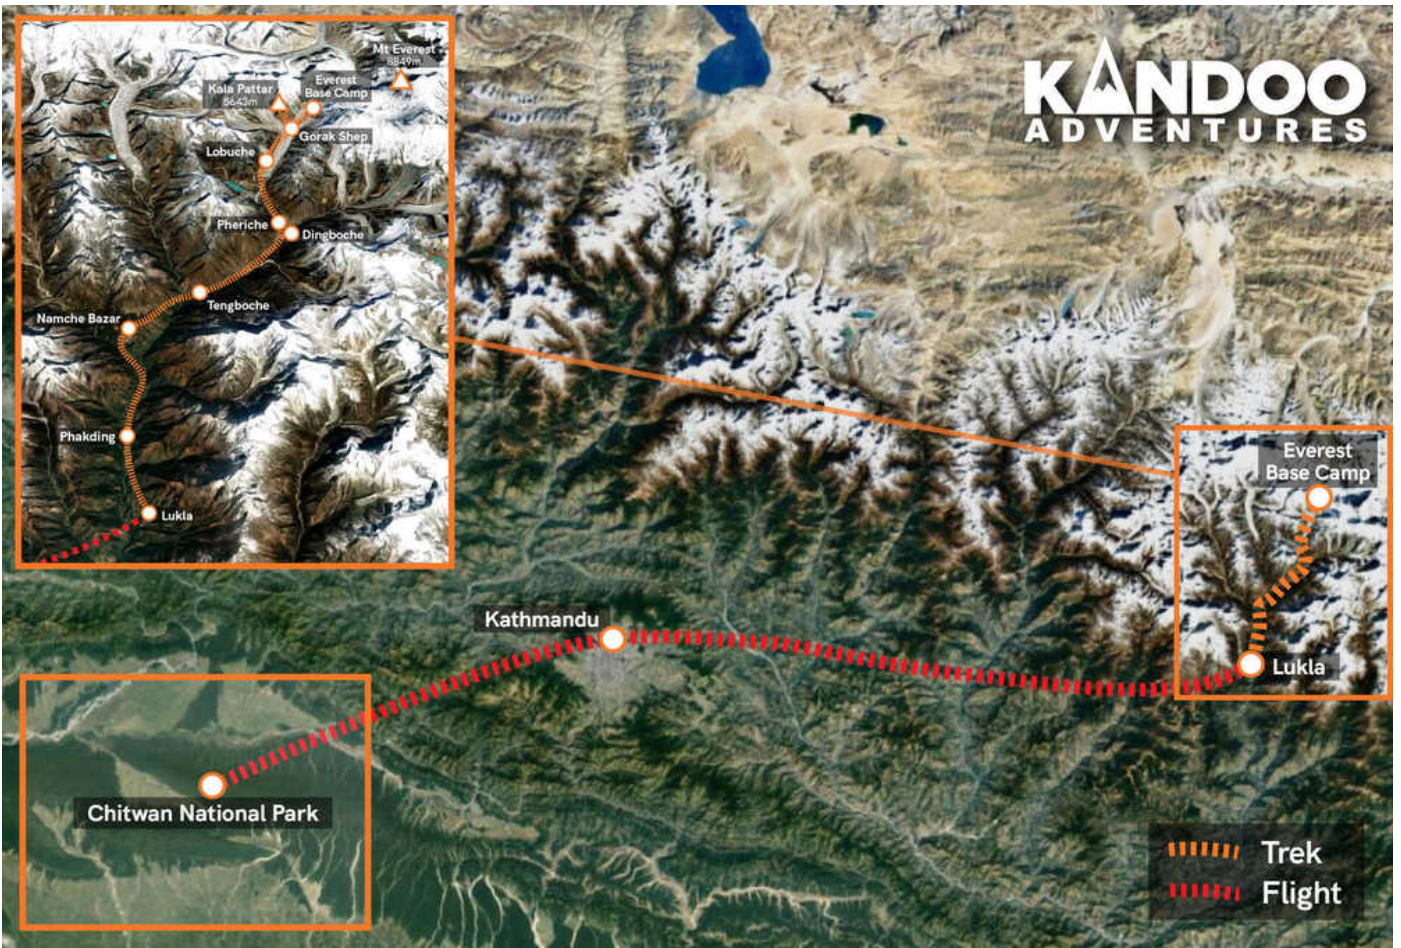 KANDOO
ADVENTURES
Mt Everest
8849m
Everest
Base Camp
Kala Pattar
5643m
Gorak Shep
Lobuche
Pheriche
Dingboche
Tengboche
Namche Bazar
Phakding
Lukla
Everest
Base Camp
Kathmandu
Lukla
Chitwan National Park
Trek
Flight